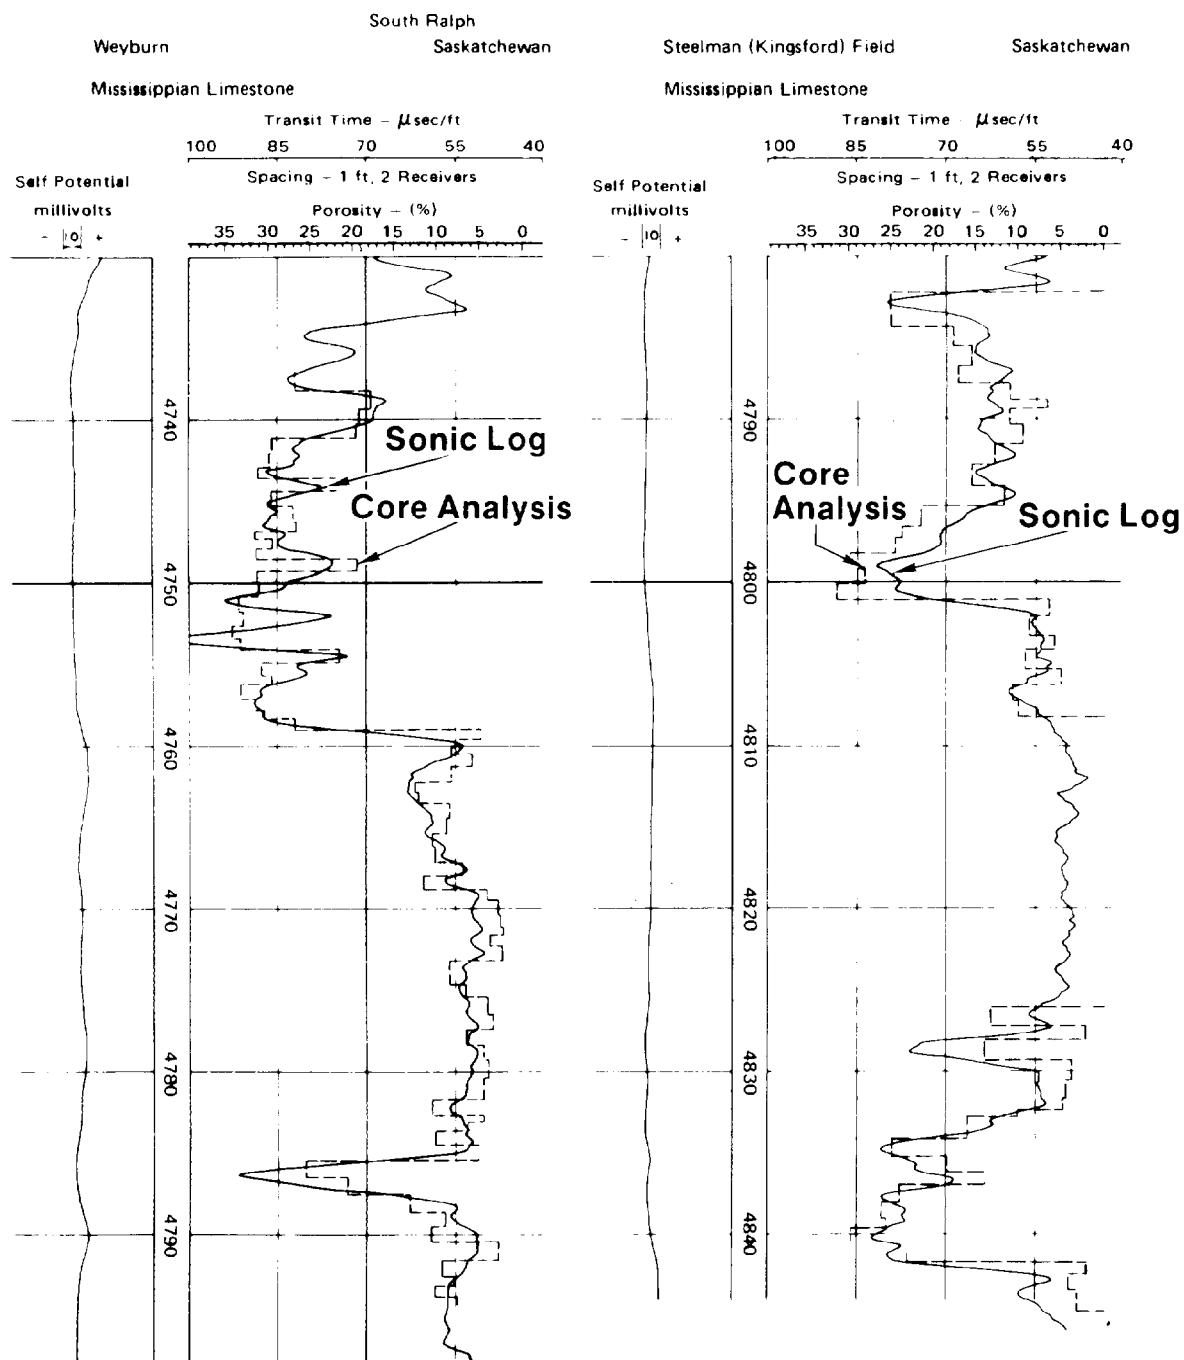 South Ralph
Weyburn Saskatchewan
Mississippian Limestone
Transit Time – μsec/ft
100 85 70 55 40
Spacing – 1 ft, 2 Receivers
Self Potential
millivolts
Porosity – (%)
– 10 +
35 30 25 20 15 10 5 0
4740
Sonic Log
Core Analysis
4750
4760
4770
4780
4790
Steelman (Kingsford) Field Saskatchewan
Mississippian Limestone
Transit Time – μsec/ft
100 85 70 55 40
Spacing – 1 ft, 2 Receivers
Self Potential
millivolts
Porosity – (%)
– 10 +
35 30 25 20 15 10 5 0
4790
Core
Analysis
Sonic Log
4800
4810
4820
4830
4840